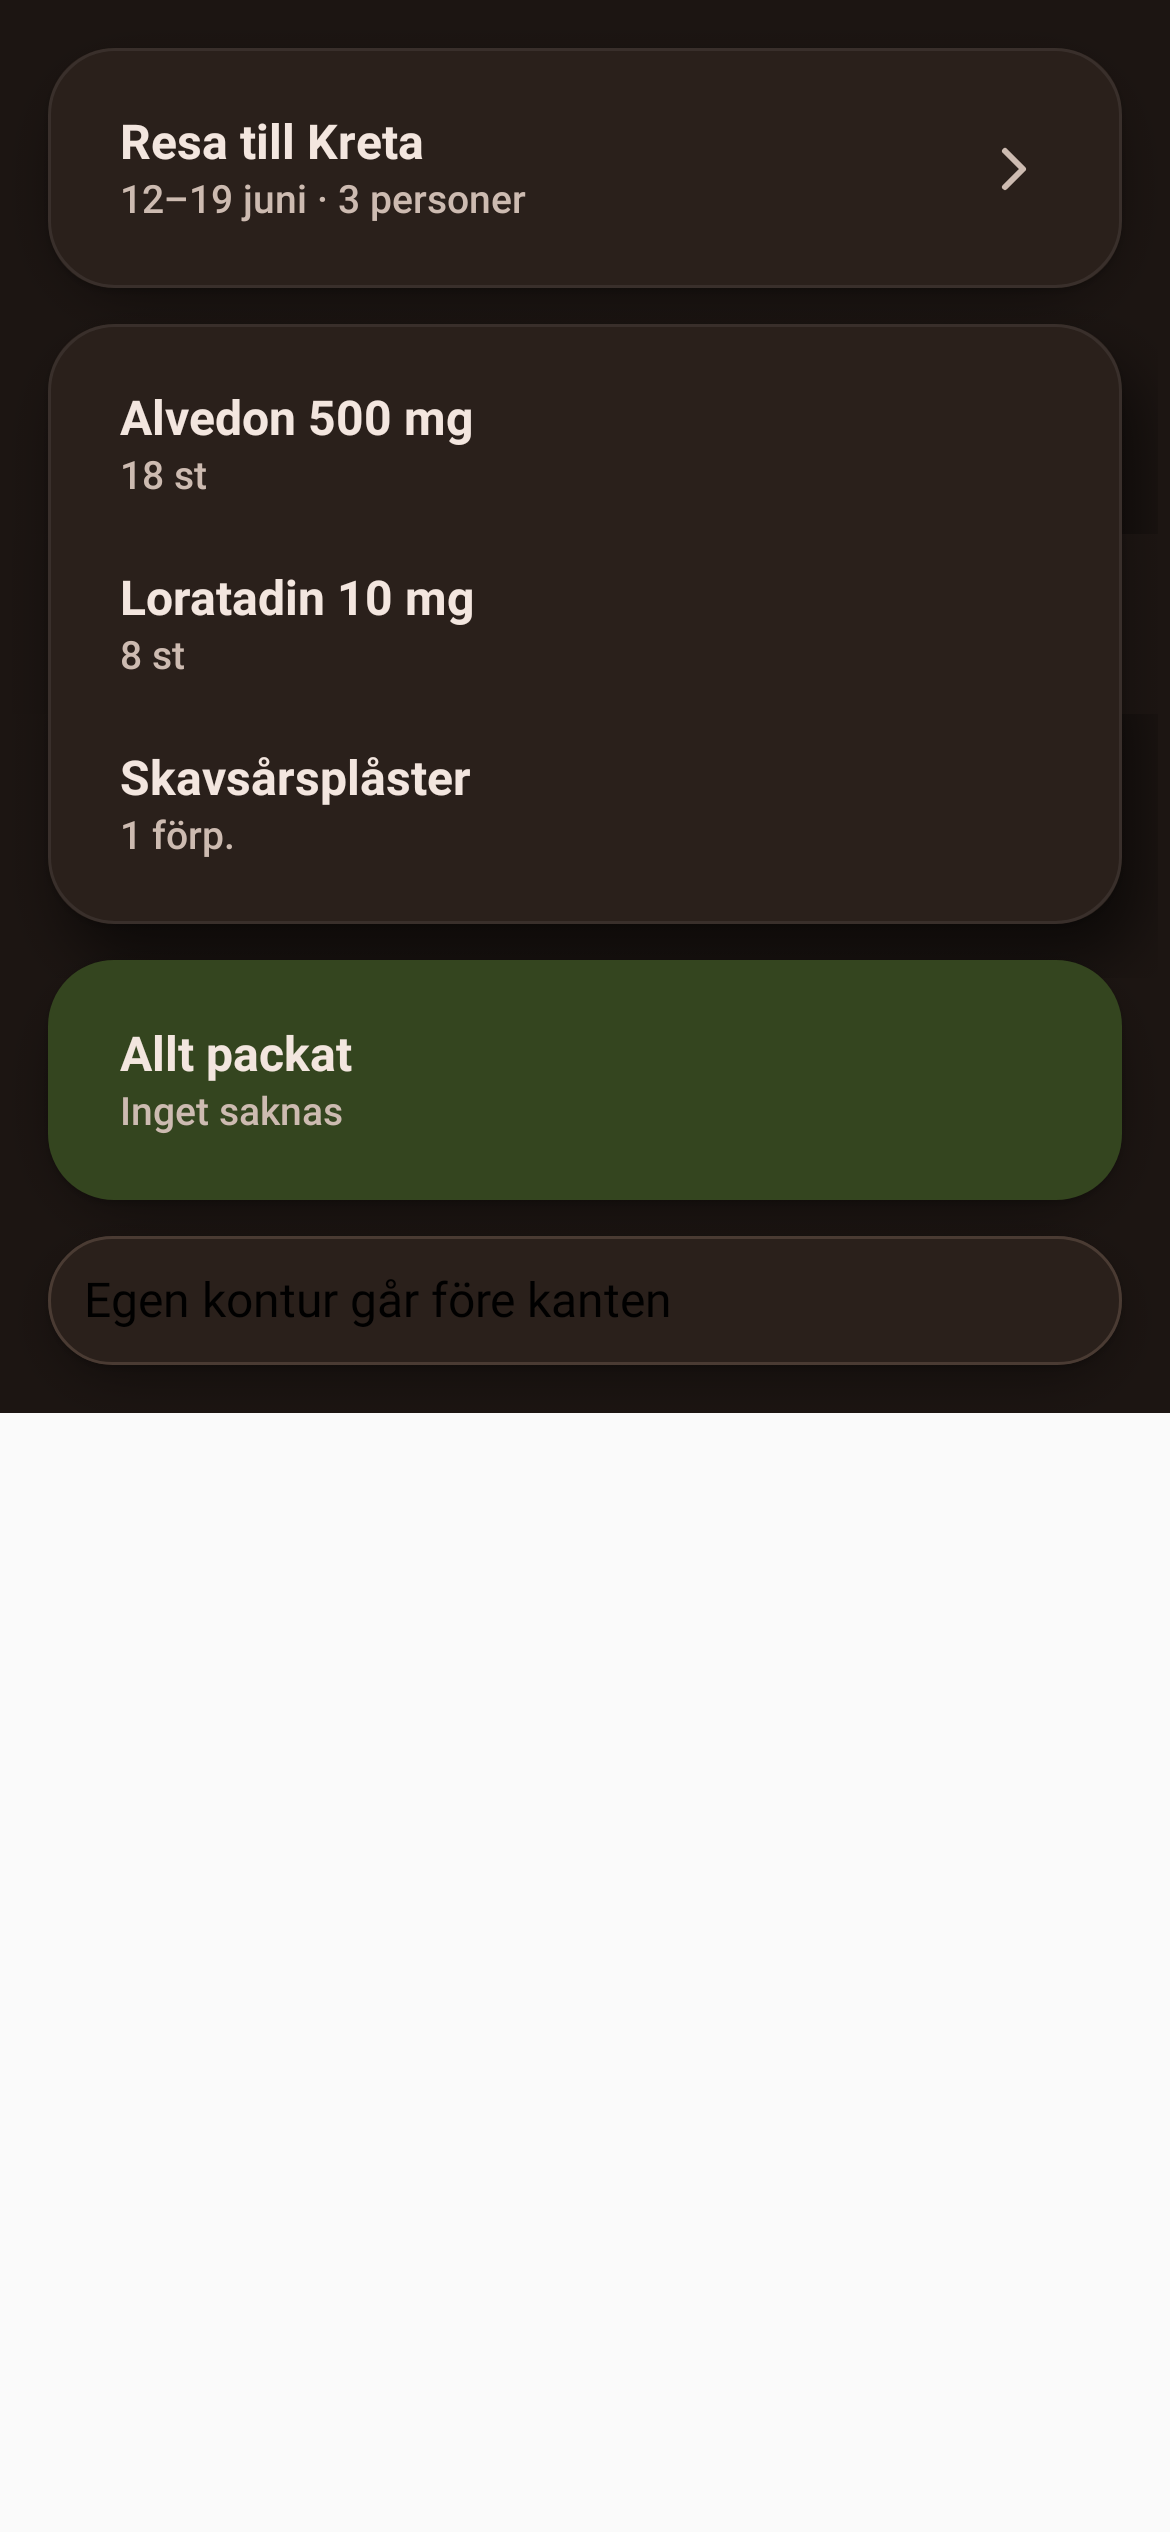 Resa till Kreta
12–19 juni · 3 personer
Alvedon 500 mg
18 st
Loratadin 10 mg
8 st
Skavsårsplåster
1 förp.
Allt packat
Inget saknas
Egen kontur går före kanten